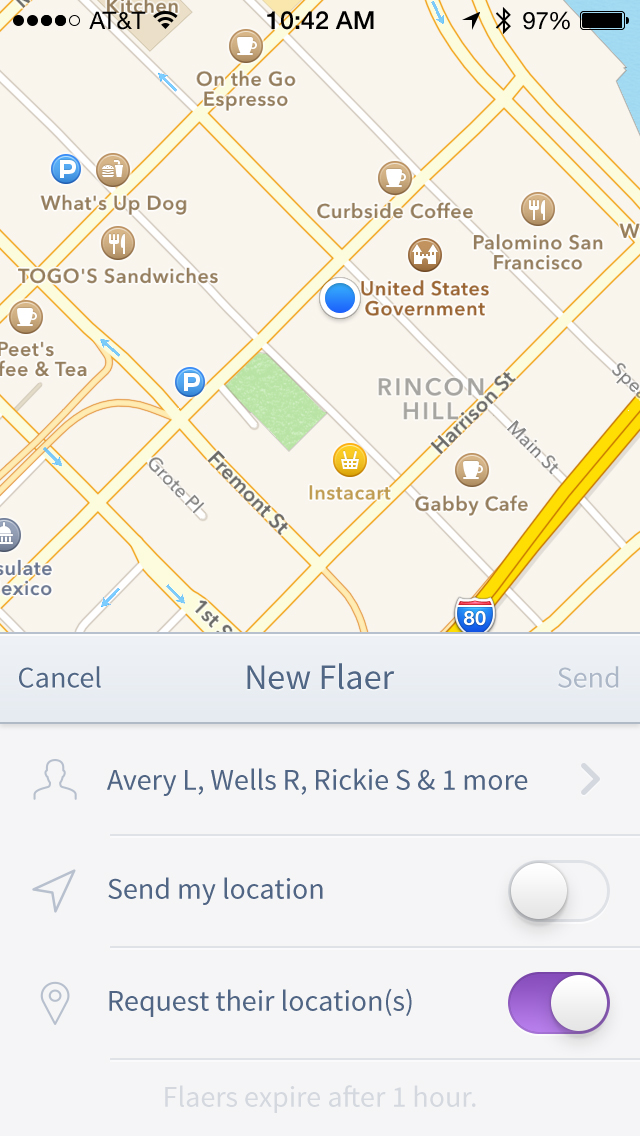 Kitchen
AT&T
10:42 AM
97%
On the Go
Espresso
P
What's Up Dog
Curbside Coffee
Palomino San
Francisco
W
TOGO'S Sandwiches
United States
Government
Peet's
fee & Tea
P
RINCON
HILL
Harrison St
Spea
Main St
Instacart
Gabby Cafe
Grote Pl
Fremont St
sulate
exico
1st S
80
Cancel
New Flaer
Send
Avery L, Wells R, Rickie S & 1 more
Send my location
Request their location(s)
Flaers expire after 1 hour.